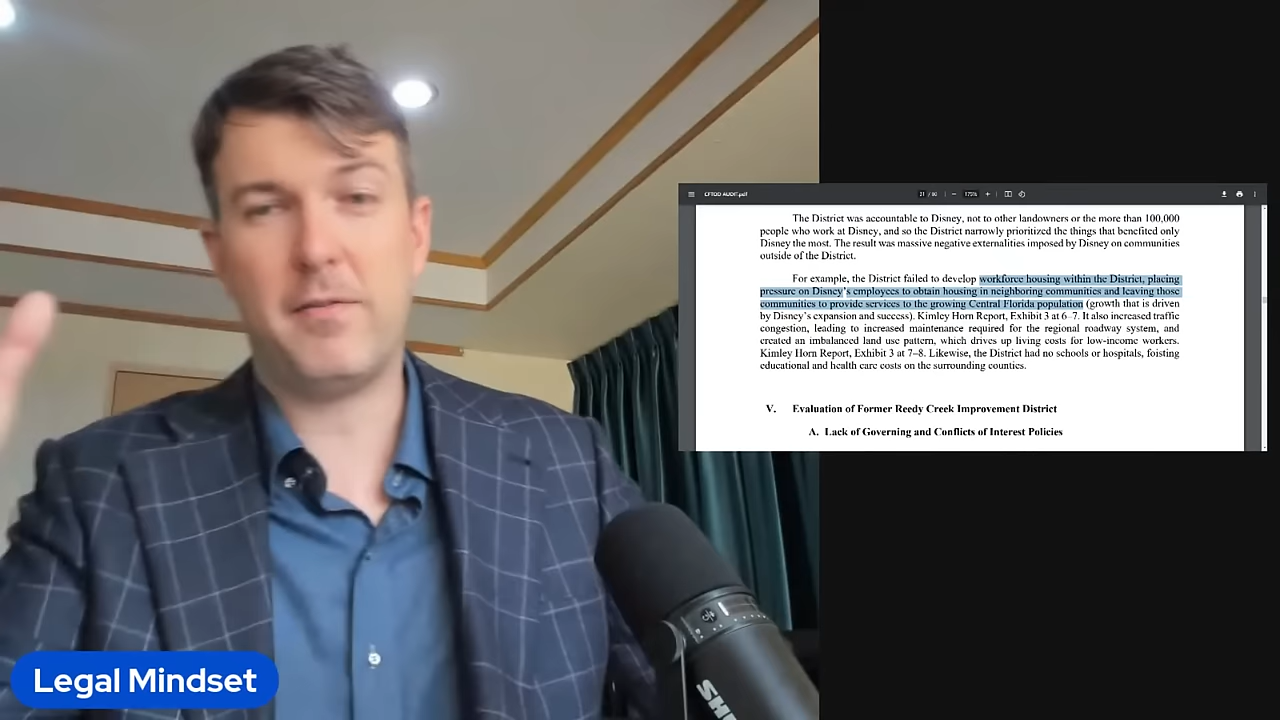 CFTOD AUDIT.pdf
21 / 80
175%
The District was accountable to Disney, not to other landowners or the more than 100,000
people who work at Disney, and so the District narrowly prioritized the things that benefited only
Disney the most. The result was massive negative externalities imposed by Disney on communities
outside of the District.
For example, the District failed to develop workforce housing within the District, placing
pressure on Disney's employees to obtain housing in neighboring communities and leaving those
communities to provide services to the growing Central Florida population (growth that is driven
by Disney's expansion and success). Kimley Horn Report, Exhibit 3 at 6–7. It also increased traffic
congestion, leading to increased maintenance required for the regional roadway system, and
created an imbalanced land use pattern, which drives up living costs for low-income workers.
Kimley Horn Report, Exhibit 3 at 7–8. Likewise, the District had no schools or hospitals, foisting
educational and health care costs on the surrounding counties.
V. Evaluation of Former Reedy Creek Improvement District
A. Lack of Governing and Conflicts of Interest Policies
Legal Mindset
SHU